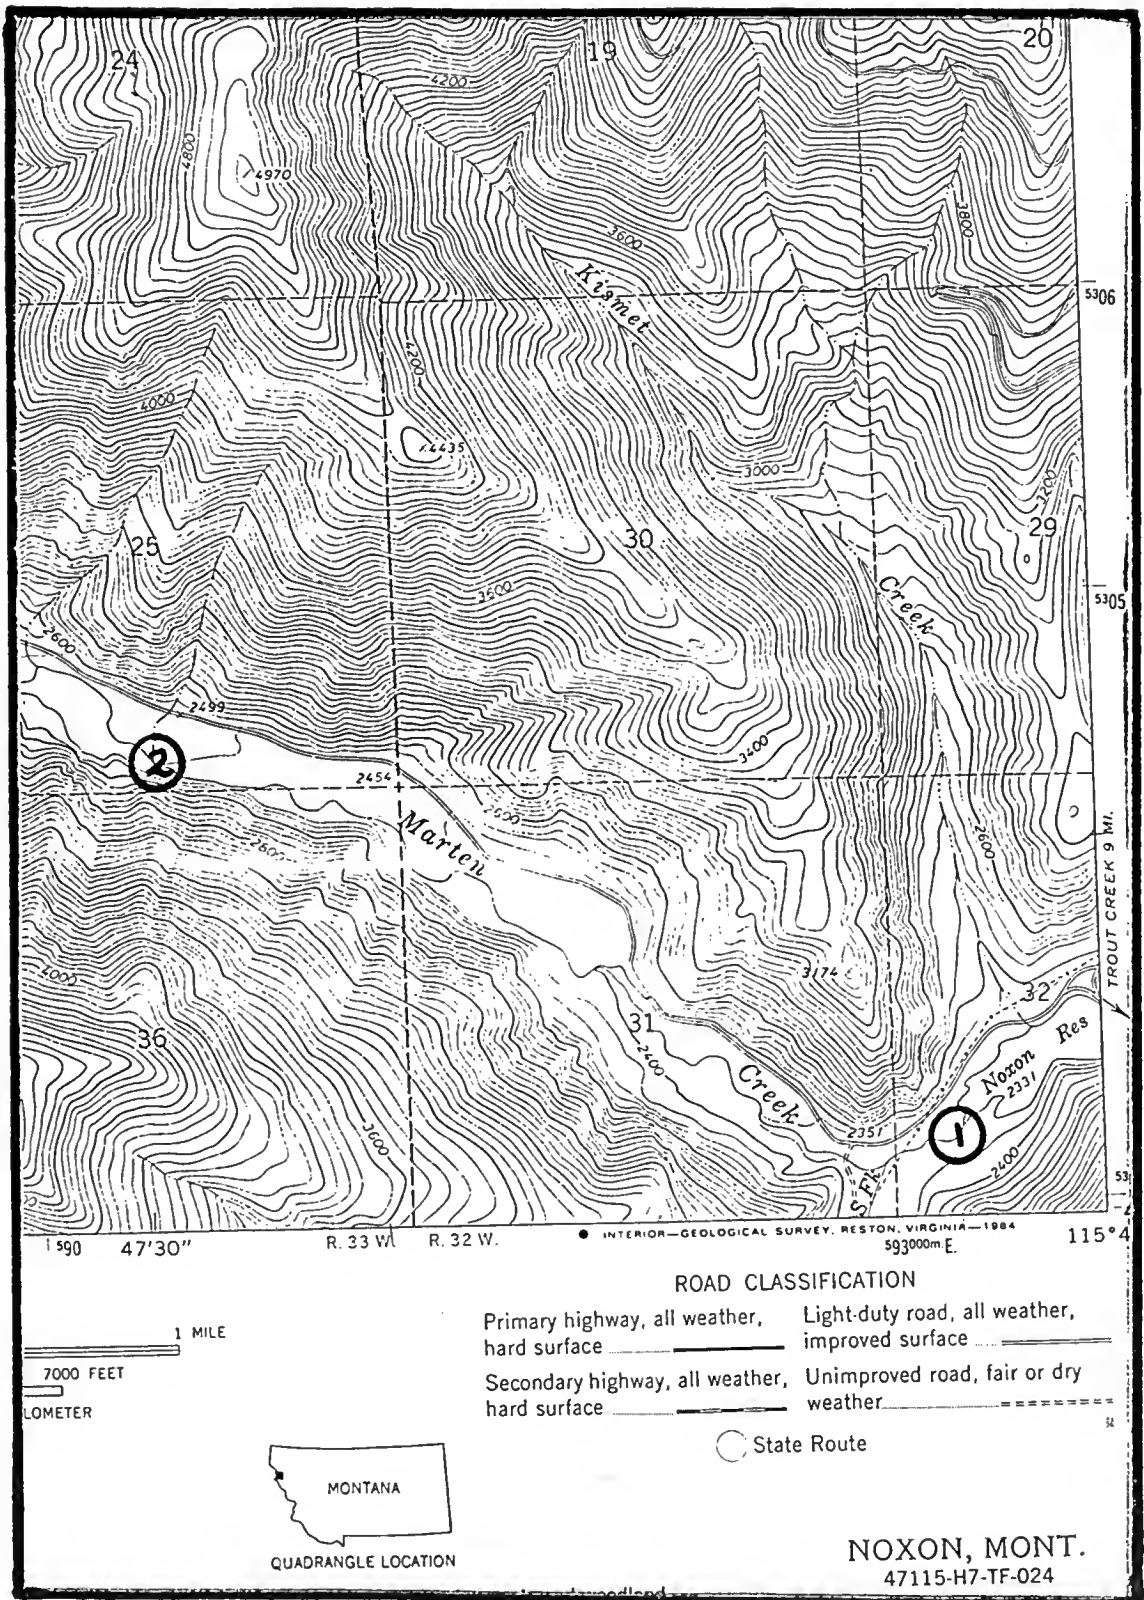 24
19
20
4200
4800
4970
3800
3600
Kismet
5306
4200
4000
4435
3000
3200
25
30
29
3500
Creek
5305
2600
2499
2
3400
2454
2600
Marten
2600
2600
TROUT CREEK 9 MI.
4000
3174
32
36
31
2400
Noxon Res
2331
Creek
3600
2351
1
S FK
2400
53
590
47'30"
R. 33 W.
R. 32 W.
INTERIOR—GEOLOGICAL SURVEY, RESTON, VIRGINIA—1984
593000m.E.
115°4
ROAD CLASSIFICATION
Primary highway, all weather,
hard surface
Light-duty road, all weather,
improved surface
Secondary highway, all weather,
hard surface
Unimproved road, fair or dry
weather
State Route
1 MILE
7000 FEET
LOMETER
MONTANA
QUADRANGLE LOCATION
NOXON, MONT.
47115-H7-TF-024